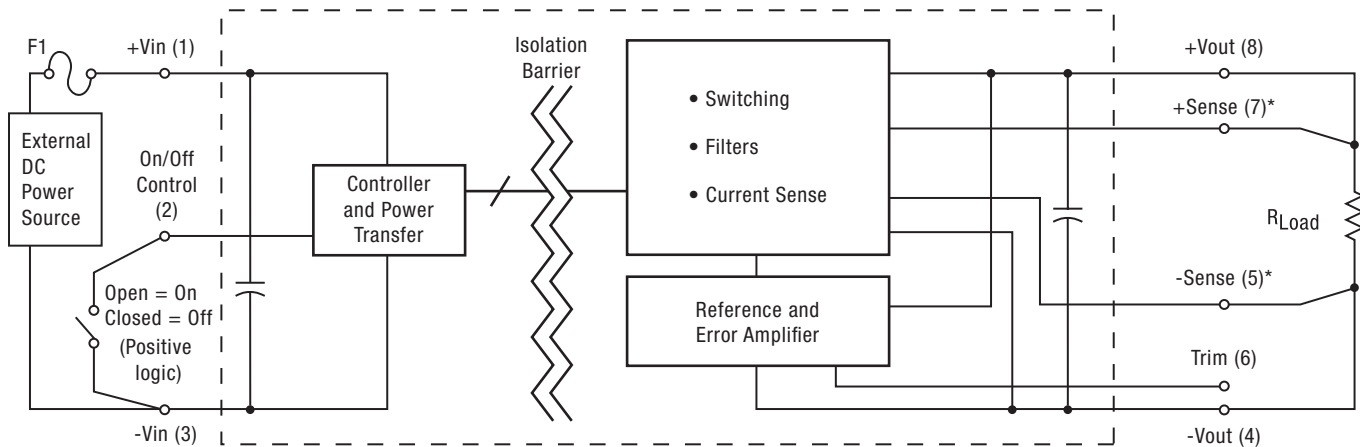 F1
+Vin (1)
External
DC
Power
Source
On/Off
Control
(2)
Open = On
Closed = Off
(Positive
logic)
-Vin (3)
Controller
and Power
Transfer
Isolation
Barrier
• Switching
• Filters
• Current Sense
Reference and
Error Amplifier
+Vout (8)
+Sense (7)*
RLoad
-Sense (5)*
Trim (6)
-Vout (4)